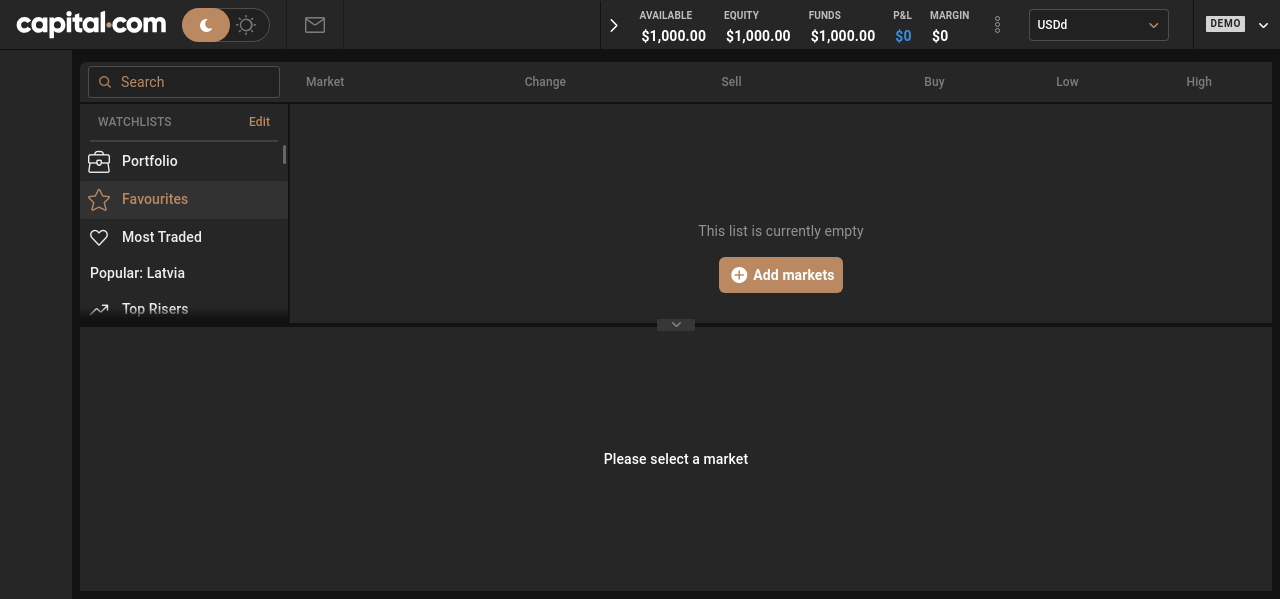 capital.com
AVAILABLE EQUITY FUNDS P&L MARGIN
$1,000.00 $1,000.00 $1,000.00 $0 $0
USDd
DEMO
Search
Market Change Sell Buy Low High
WATCHLISTS Edit
Portfolio
Favourites
Most Traded
Popular: Latvia
Top Risers
This list is currently empty
Add markets
Please select a market